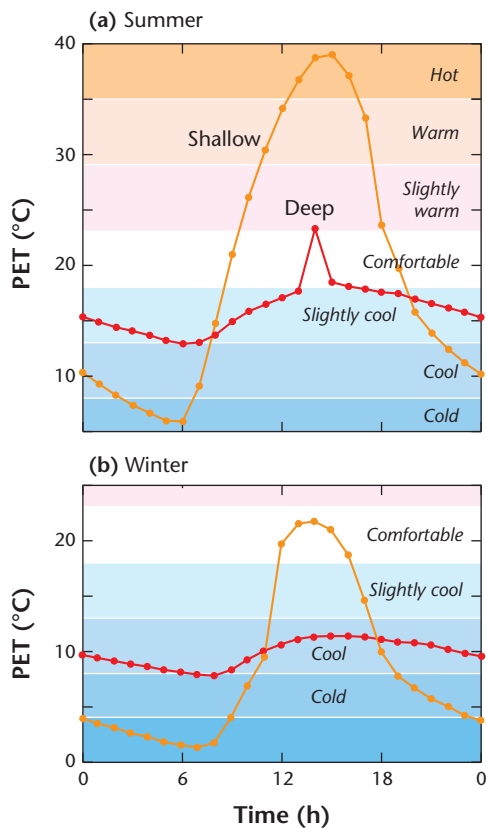 (a) Summer
40
Hot
Shallow
Warm
30
Slightly
warm
Deep
PET (°C)
20
Comfortable
Slightly cool
10
Cool
Cold
(b) Winter
20
Comfortable
Slightly cool
PET (°C)
10
Cool
Cold
0
0 6 12 18 0
Time (h)